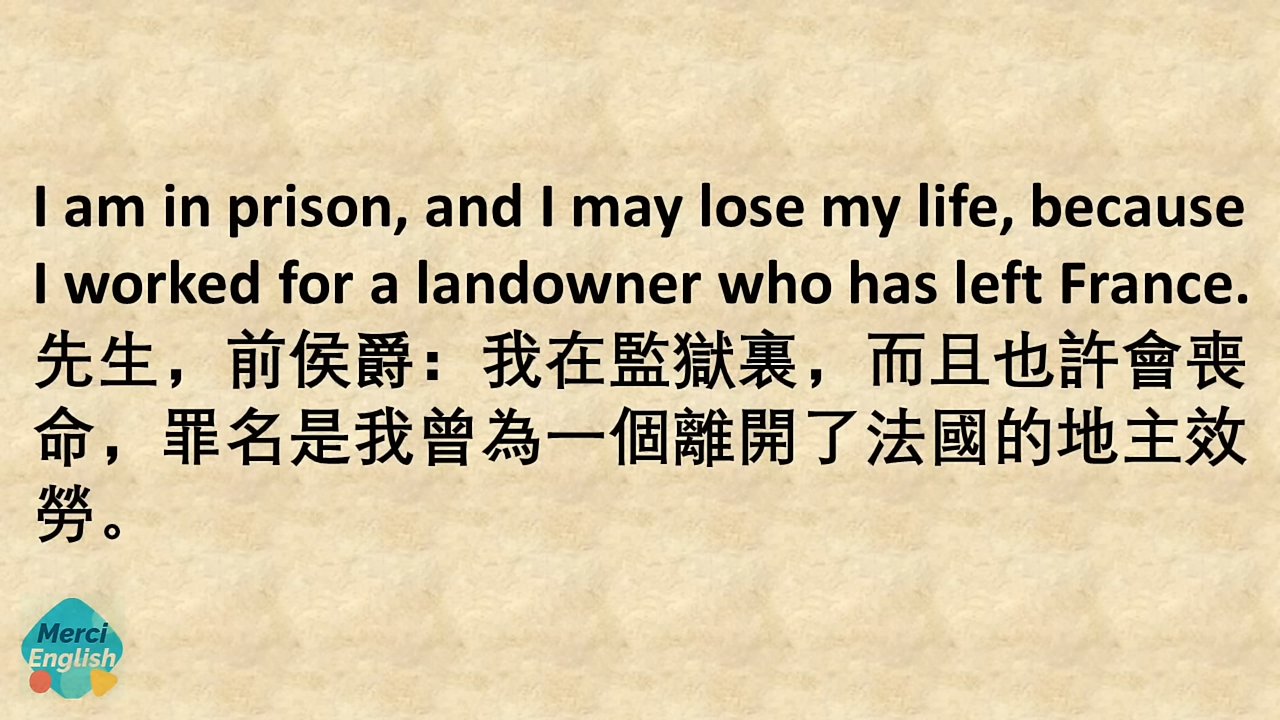 I am in prison, and I may lose my life, because
I worked for a landowner who has left France.
先生，前侯爵：我在監獄裏，而且也許會喪
命，罪名是我曾為一個離開了法國的地主效
勞。
Merci
English